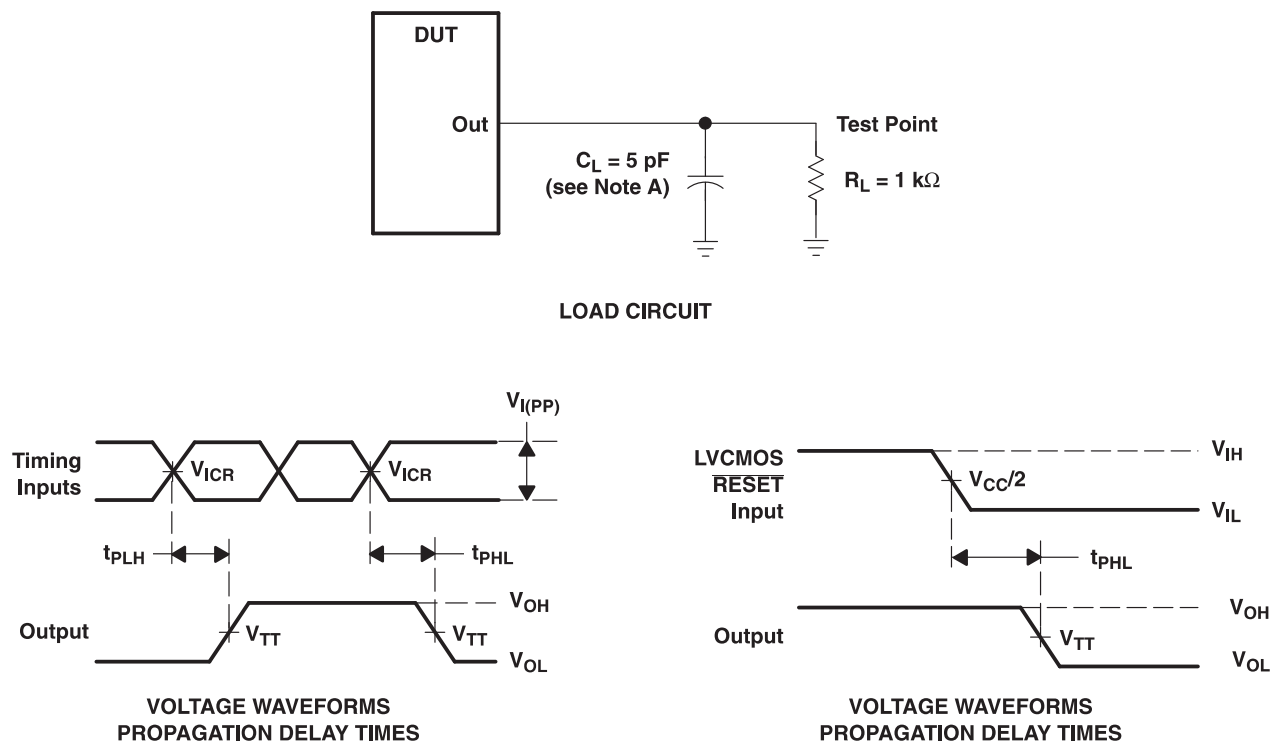 DUT
Out
Test Point
C_L = 5 pF
(see Note A)
R_L = 1 kΩ
LOAD CIRCUIT
V_I(PP)
Timing
Inputs
V_ICR
V_ICR
t_PLH
t_PHL
Output
V_TT
V_TT
V_OH
V_OL
VOLTAGE WAVEFORMS
PROPAGATION DELAY TIMES
LVCMOS
RESET
Input
V_CC/2
V_IH
V_IL
t_PHL
Output
V_TT
V_OH
V_OL
VOLTAGE WAVEFORMS
PROPAGATION DELAY TIMES